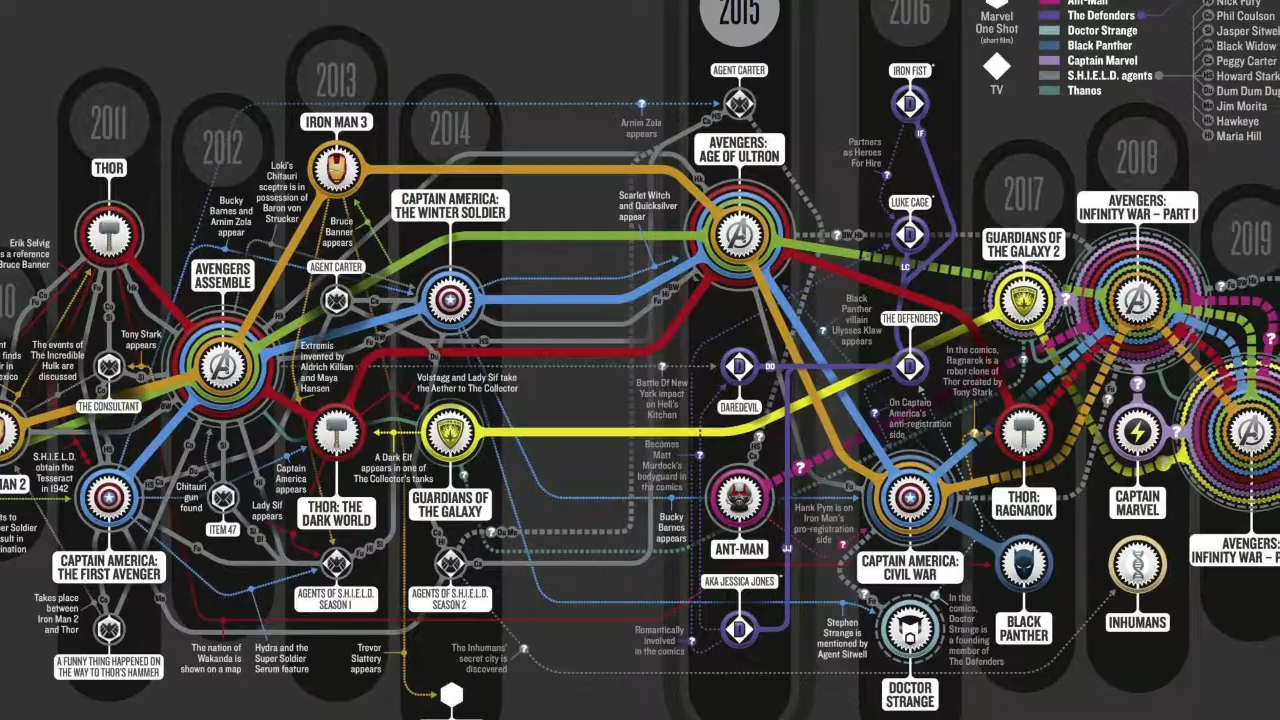 2011
THOR
Erik Selvig
s a reference
Bruce Banner
Tony Stark
appears
The events of
The Incredible
Hulk are
discussed
THE CONSULTANT
MAN 2
S.H.I.E.L.D.
obtain the
Tesseract
in 1942
CAPTAIN AMERICA:
THE FIRST AVENGER
Takes place
between
Iron Man 2
and Thor
A FUNNY THING HAPPENED ON
THE WAY TO THOR'S HAMMER
2012
Bucky
Barnes and
Arnim Zola
appear
AVENGERS
ASSEMBLE
Chitauri
gun
found
ITEM 47
Lady Sif
appears
The nation of
Wakanda is
shown on a map
Hydra and the
Super Soldier
Serum feature
2013
IRON MAN 3
Loki's
Chitauri
sceptre is in
possession of
Baron von
Strucker
Bruce
Banner
appears
AGENT CARTER
Extremis
invented by
Aldrich Killian
and Maya
Hansen
Captain
America
appears
THOR: THE
DARK WORLD
A Dark Elf
appears in one of
The Collector's tanks
AGENTS OF S.H.I.E.L.D.
SEASON 1
Trevor
Slattery
appears
2014
CAPTAIN AMERICA:
THE WINTER SOLDIER
Volstagg and Lady Sif take
the Aether to The Collector
GUARDIANS OF
THE GALAXY
AGENTS OF S.H.I.E.L.D.
SEASON 2
The Inhumans'
secret city is
discovered
2015
AGENT CARTER
Arnim Zola
appears
AVENGERS:
AGE OF ULTRON
Scarlet Witch
and Quicksilver
appear
Battle Of New
York impact
on Hell's
Kitchen
DAREDEVIL
DD
Becomes
Matt
Murdock's
bodyguard in
the comics
Bucky
Barnes
appears
ANT-MAN
AKA JESSICA JONES
JJ
Romantically
involved
in the comics
2016
IRON FIST
IF
Partners
as Heroes
For Hire
LUKE CAGE
LC
Black
Panther
villain
Ulysses Klaw
appears
THE DEFENDERS
On Captain
America's
anti-registration
side
Hank Pym is on
Iron Man's
pro-registration
side
CAPTAIN AMERICA:
CIVIL WAR
Stephen
Strange is
mentioned by
Agent Sitwell
DOCTOR
STRANGE
In the
comics,
Doctor
Strange is
a founding
member of
The Defenders
2017
GUARDIANS OF
THE GALAXY 2
In the comics,
Ragnarok is a
robot clone of
Thor created by
Tony Stark
THOR:
RAGNAROK
BLACK
PANTHER
2018
AVENGERS:
INFINITY WAR – PART I
CAPTAIN
MARVEL
INHUMANS
2019
AVENGERS:
INFINITY WAR – P
Marvel
One Shot
(short film)
TV
Ant-Man
The Defenders
Doctor Strange
Black Panther
Captain Marvel
S.H.I.E.L.D. agents
Thanos
Nick Fury
Phil Coulson
Jasper Sitwel
Black Widow
Peggy Carter
Howard Stark
Dum Dum Dug
Jim Morita
Hawkeye
Maria Hill